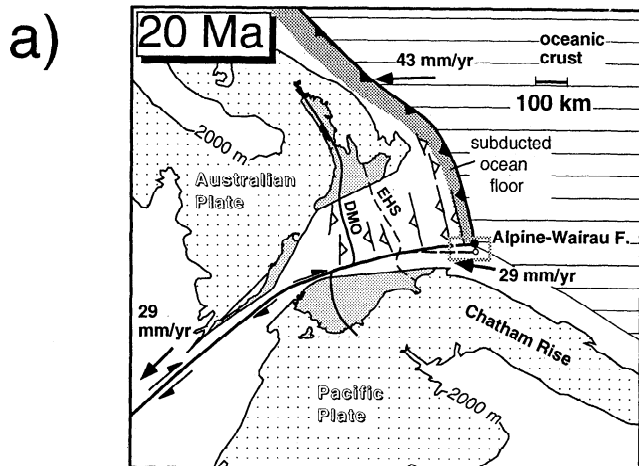 a)
20 Ma
oceanic
crust
43 mm/yr
100 km
2000 m
subducted
ocean
floor
Australian
Plate
EHS
DMO
Alpine-Wairau F.
29 mm/yr
29
mm/yr
Chatham Rise
Pacific
Plate
2000 m